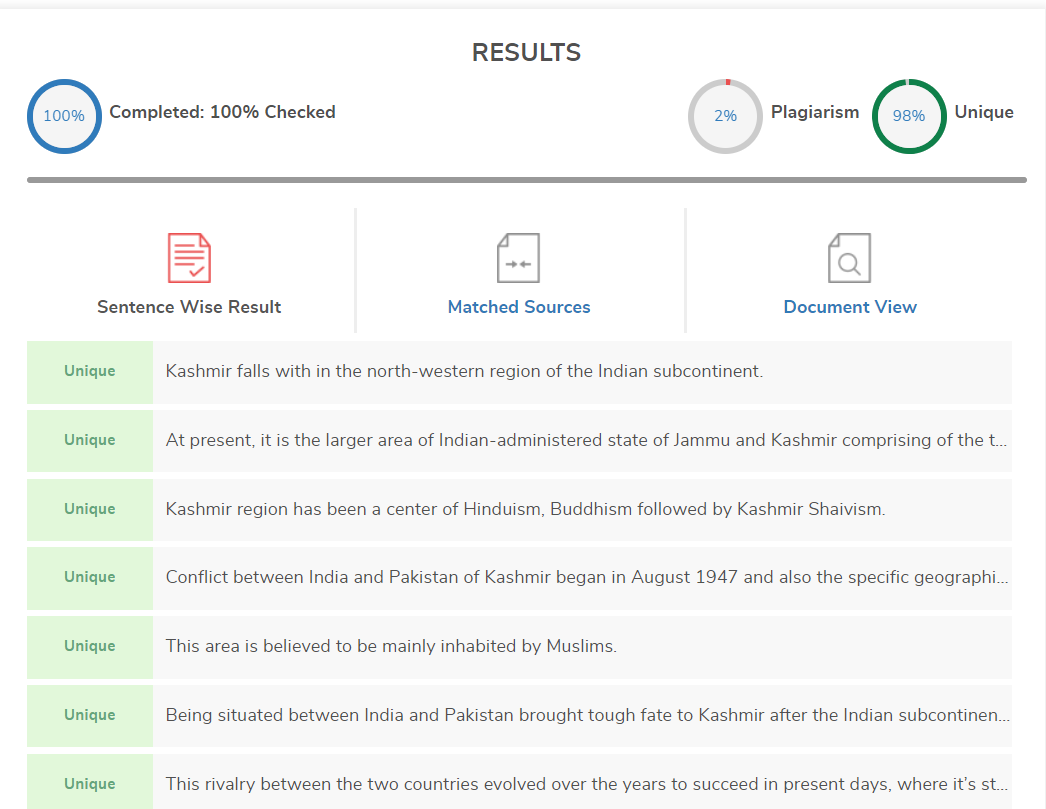 RESULTS
100%
Completed: 100% Checked
2%
Plagiarism
98%
Unique
Sentence Wise Result
Matched Sources
Document View
Unique
Kashmir falls with in the north-western region of the Indian subcontinent.
Unique
At present, it is the larger area of Indian-administered state of Jammu and Kashmir comprising of the t...
Unique
Kashmir region has been a center of Hinduism, Buddhism followed by Kashmir Shaivism.
Unique
Conflict between India and Pakistan of Kashmir began in August 1947 and also the specific geographi...
Unique
This area is believed to be mainly inhabited by Muslims.
Unique
Being situated between India and Pakistan brought tough fate to Kashmir after the Indian subcontinen...
Unique
This rivalry between the two countries evolved over the years to succeed in present days, where it's st...